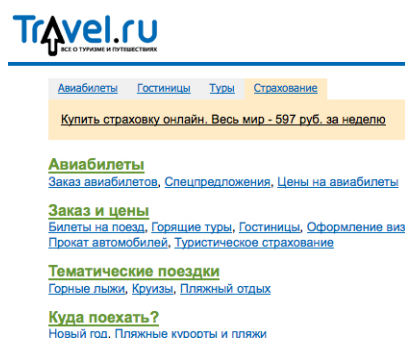 Travel.ru
ВСЕ О ТУРИЗМЕ И ПУТЕШЕСТВИЯХ
Авиабилеты Гостиницы Туры Страхование
Купить страховку онлайн. Весь мир - 597 руб. за неделю
Авиабилеты
Заказ авиабилетов, Спецпредложения, Цены на авиабилеты
Заказ и цены
Билеты на поезд, Горящие туры, Гостиницы, Оформление виз
Прокат автомобилей, Туристическое страхование
Тематические поездки
Горные лыжи, Круизы, Пляжный отдых
Куда поехать?
Новый год, Пляжные курорты и пляжи